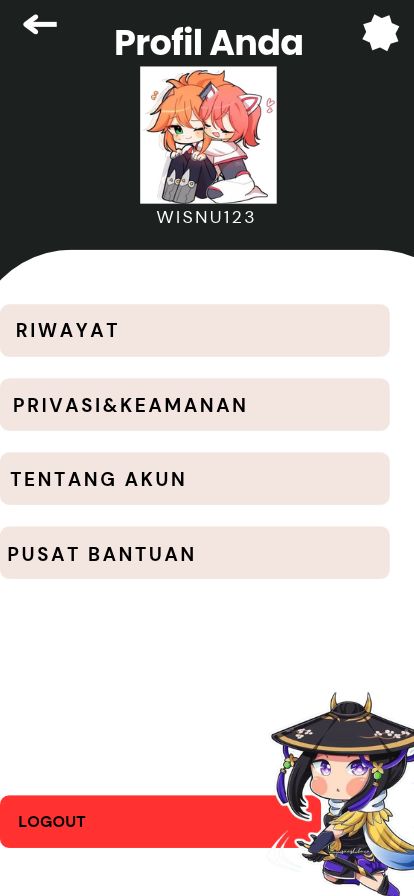 Profil Anda
WISNU123
RIWAYAT
PRIVASI&KEAMANAN
TENTANG AKUN
PUSAT BANTUAN
LOGOUT